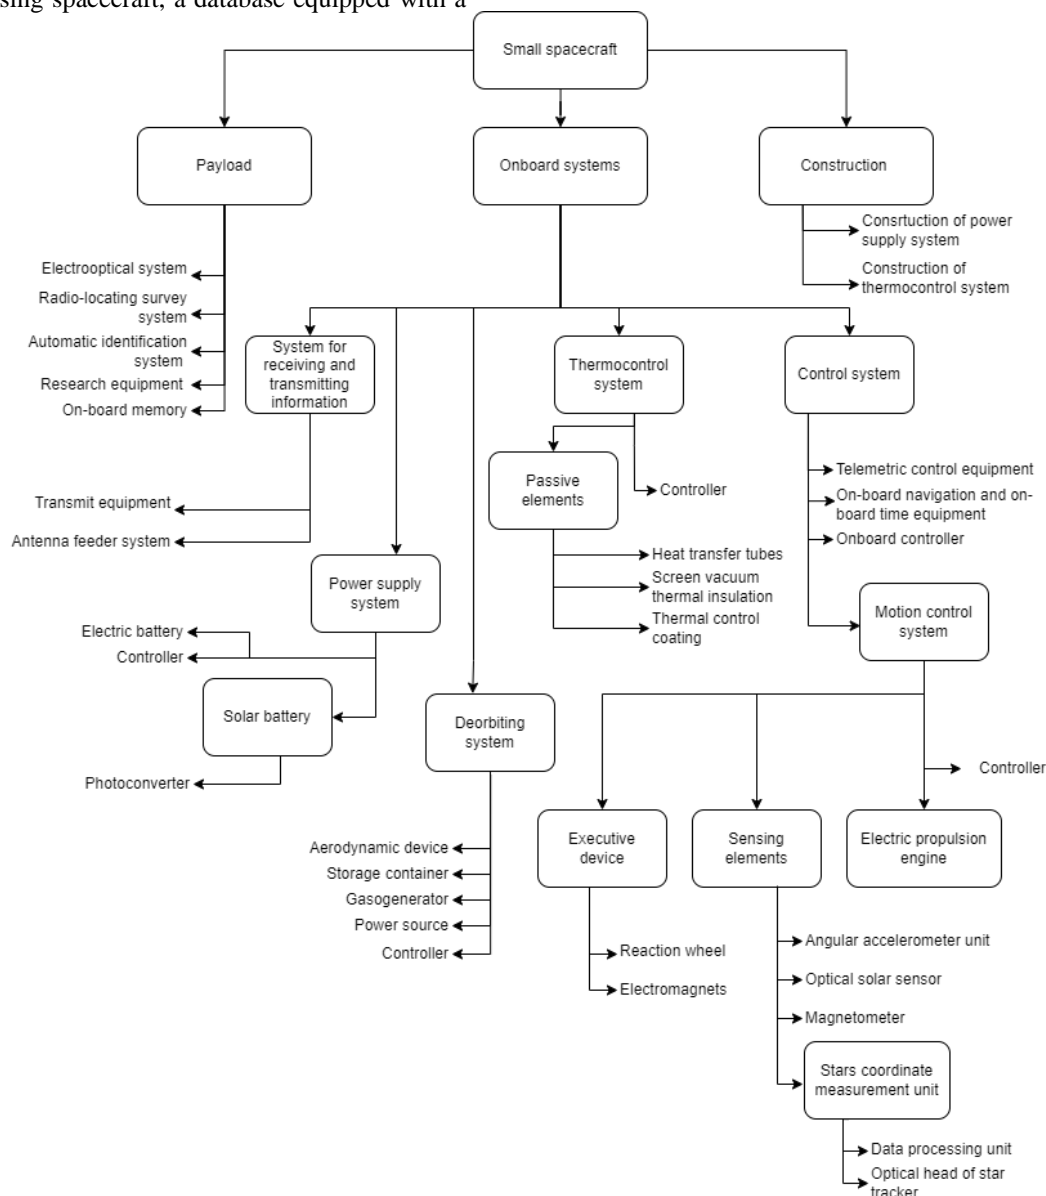 sing spacecraft, a database equipped with a
Small spacecraft
Payload
Onboard systems
Construction
Consrtuction of power
supply system
Construction of
thermocontrol system
Electrooptical system
Radio-locating survey
system
Automatic identification
system
Research equipment
On-board memory
System for
receiving and
transmitting
information
Thermocontrol
system
Control system
Passive
elements
Controller
Telemetric control equipment
On-board navigation and on-
board time equipment
Onboard controller
Transmit equipment
Antenna feeder system
Heat transfer tubes
Screen vacuum
thermal insulation
Thermal control
coating
Power supply
system
Motion control
system
Electric battery
Controller
Solar battery
Photoconverter
Deorbiting
system
Controller
Aerodynamic device
Storage container
Gasogenerator
Power source
Controller
Executive
device
Sensing
elements
Electric propulsion
engine
Reaction wheel
Electromagnets
Angular accelerometer unit
Optical solar sensor
Magnetometer
Stars coordinate
measurement unit
Data processing unit
Optical head of star
tracker